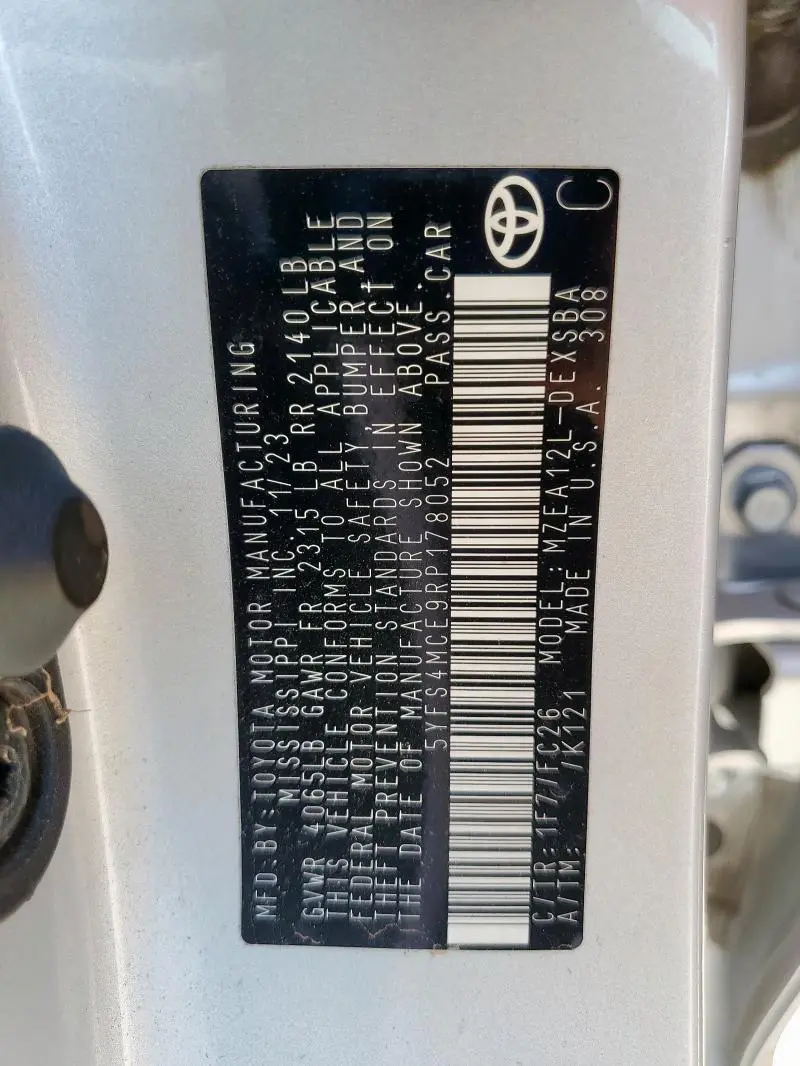 MFD.BY:TOYOTA MOTOR MANUFACTURING
MISSISSIPPI INC. 11/23
GVWR 4065LB GAWR FR 2315 LB RR 2140LB
THIS VEHICLE CONFORMS TO ALL APPLICABLE
FEDERAL MOTOR VEHICLE SAFETY, BUMPER AND
THEFT PREVENTION STANDARDS IN EFFECT ON
THE DATE OF MANUFACTURE SHOWN ABOVE.
5YFS4MCE9RP178052 PASS.CAR
C/TR:1F7/FC26 MODEL:MZEA12L-DEXSBA
A/TM: /K121 MADE IN U.S.A. 308
C